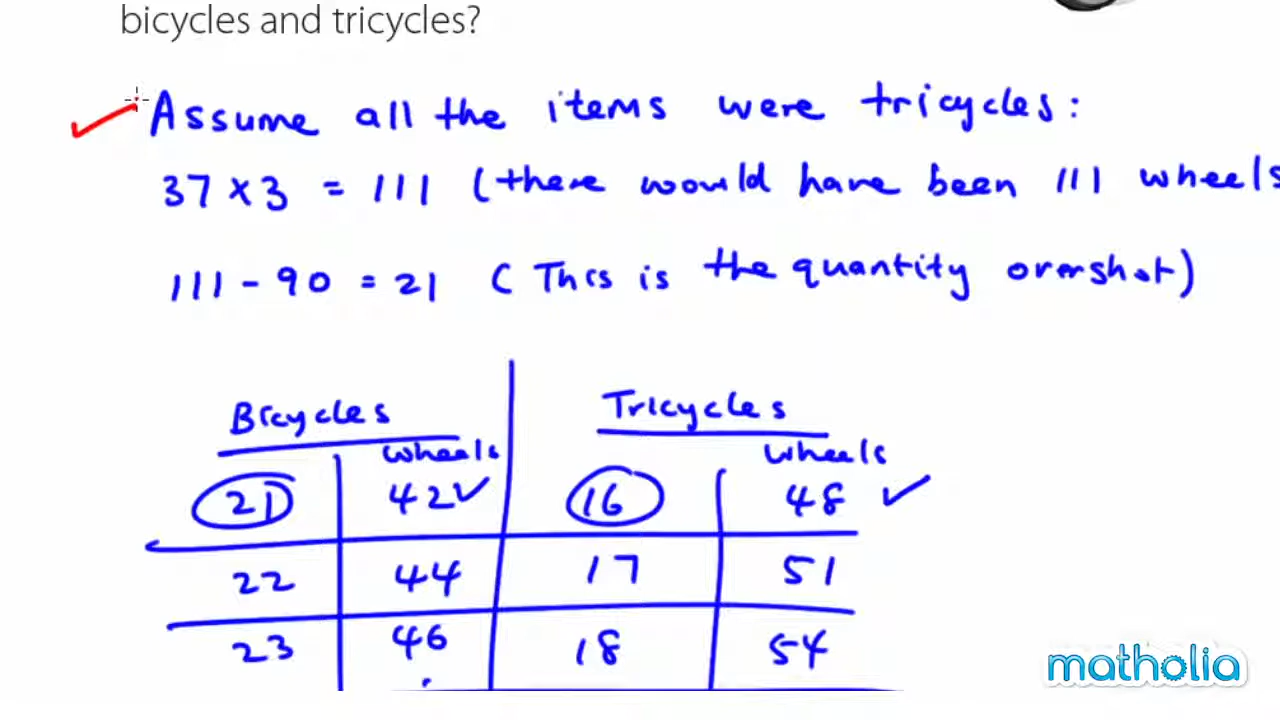 bicycles and tricycles?
Assume all the items were tricycles:
37 × 3 = 111 (there would have been 111 wheels
111 - 90 = 21 (This is the quantity overshot)
Bicycles Tricycles
wheels wheels
21 42 16 48
22 44 17 51
23 46 18 54
matholia